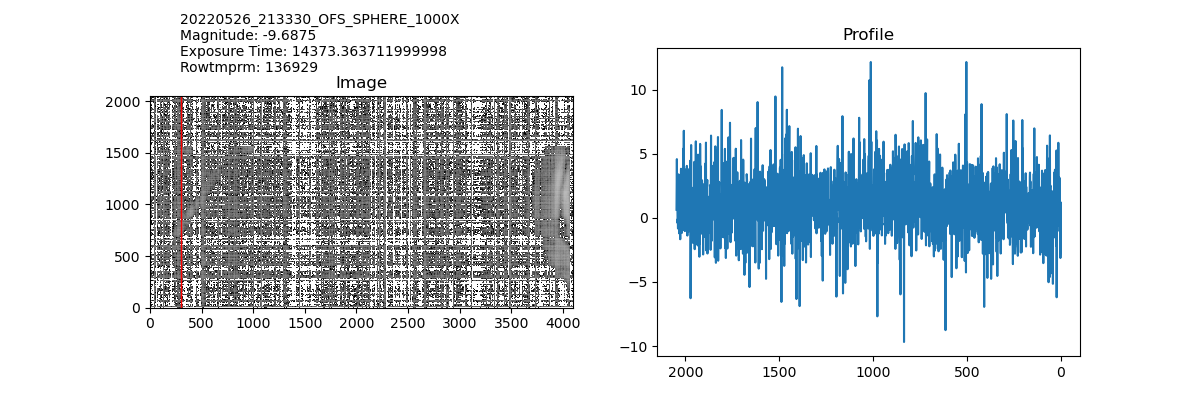 20220526_213330_OFS_SPHERE_1000X
Magnitude: -9.6875
Exposure Time: 14373.363711999998
Rowtmprm: 136929
Image
2000
1500
1000
500
0
0 500 1000 1500 2000 2500 3000 3500 4000
Profile
10
5
0
−5
−10
2000 1500 1000 500 0